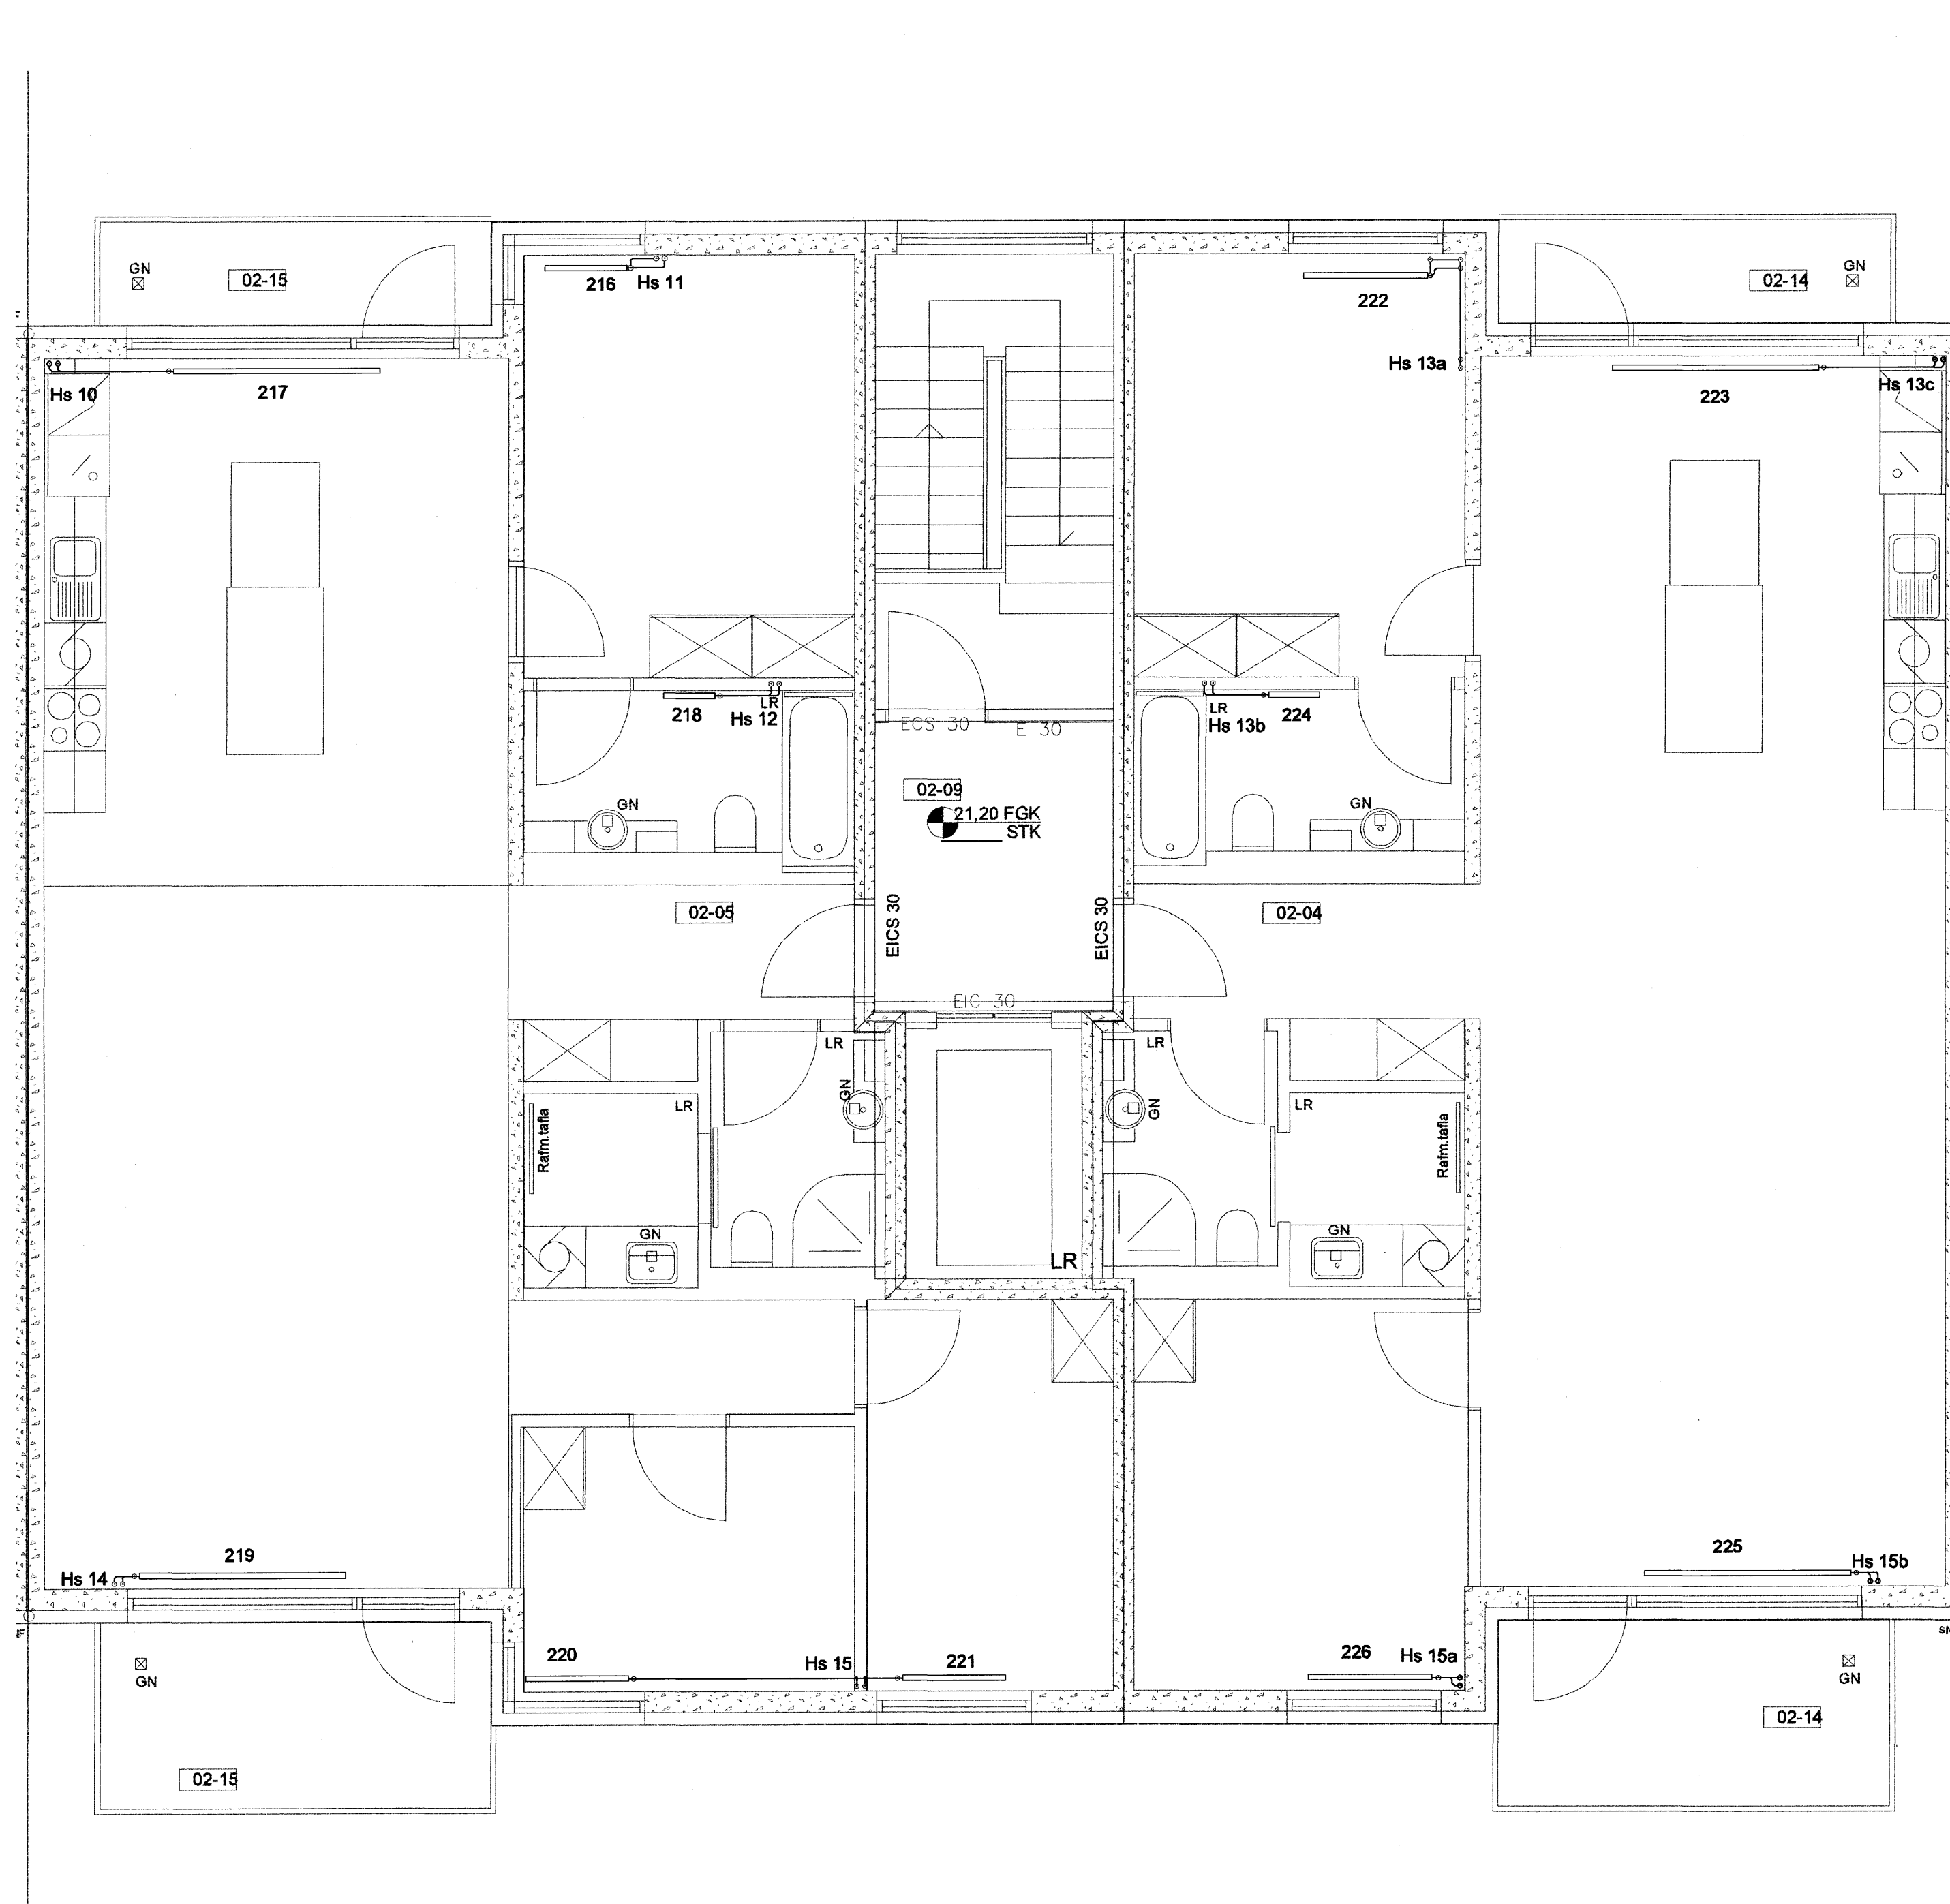 GN
02-15
216
Hs 11
222
02-14
GN
Hs 10
217
Hs 13a
223
Hs 13c
218
Hs 12
LR
ECS 30
E 30
LR
Hs 13b
224
02-09
21,20 FGK
STK
GN
GN
02-05
EICS 30
EICS 30
02-04
EIC 30
LR
LR
GN
GN
LR
LR
Rafm.tafla
Rafm.tafla
GN
GN
LR
219
Hs 14
225
Hs 15b
220
Hs 15
221
226
Hs 15a
GN
GN
02-14
02-15